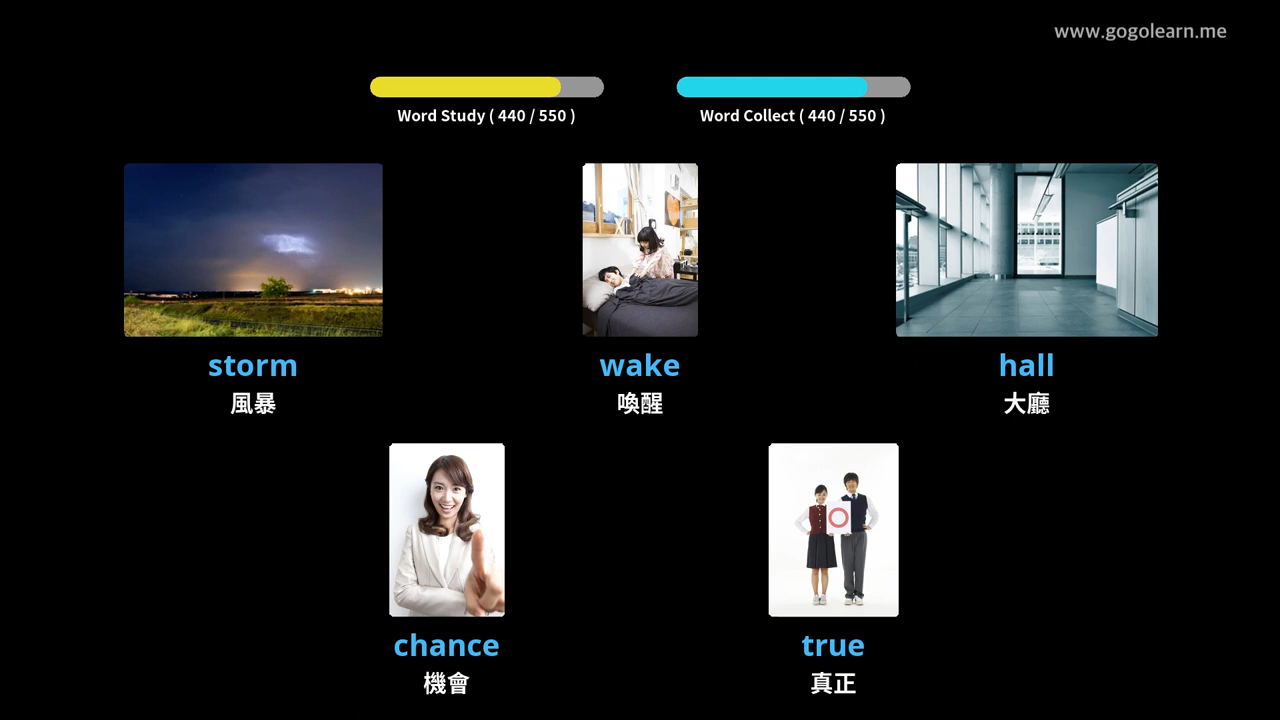 www.gogolearn.me
Word Study ( 440 / 550 )
Word Collect ( 440 / 550 )
storm
風暴
wake
喚醒
hall
大廳
chance
機會
true
真正